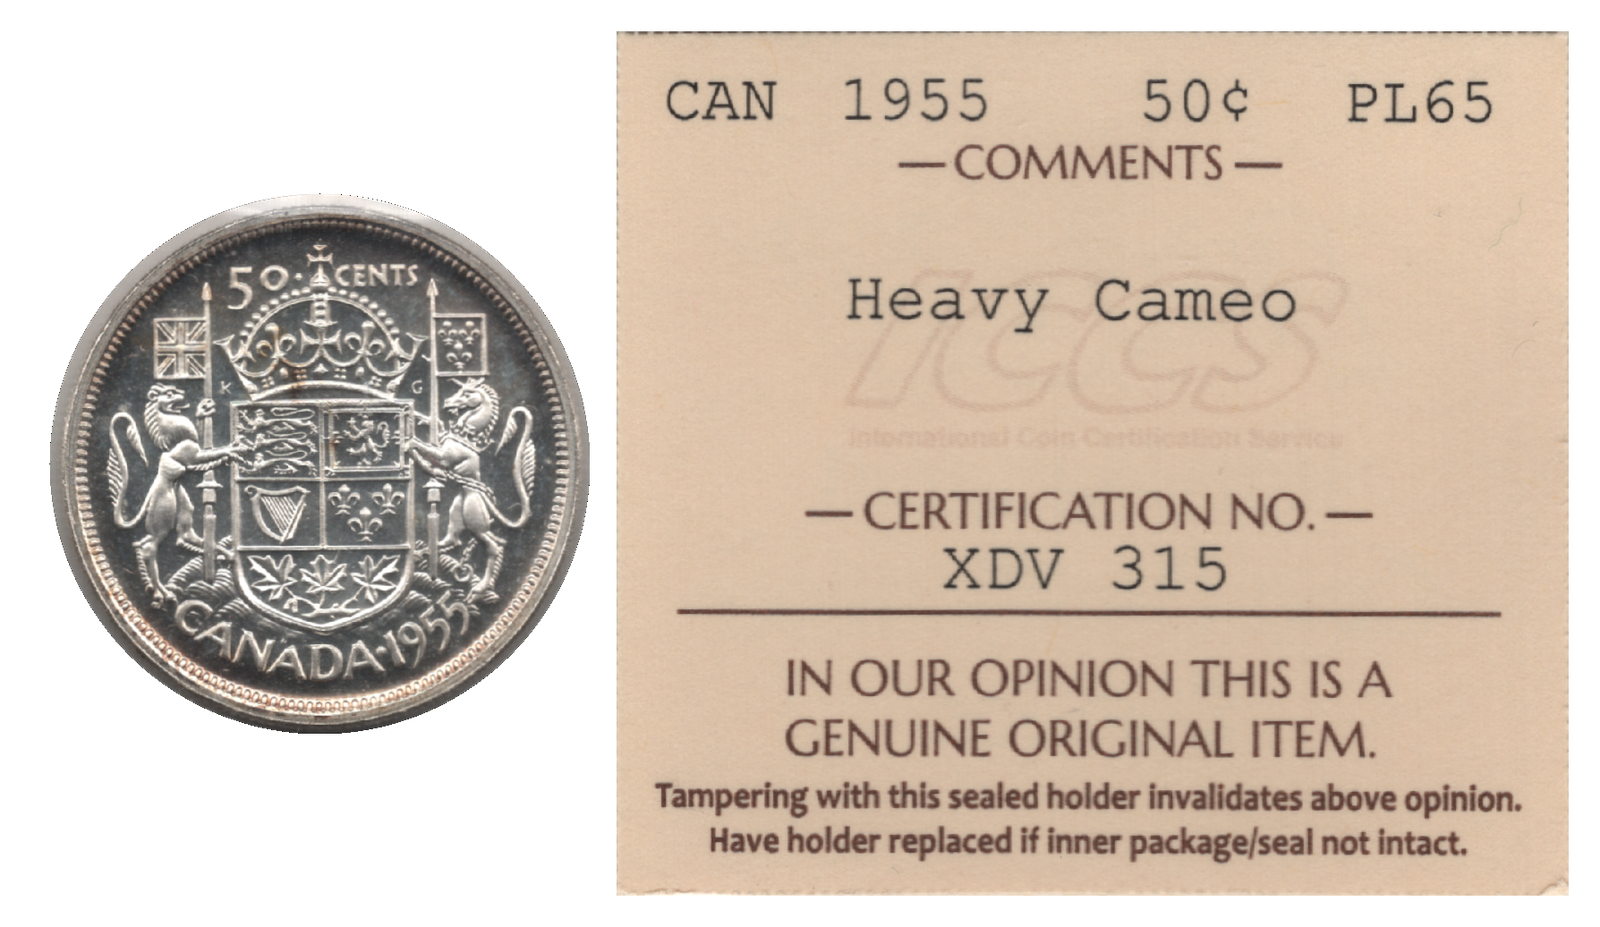 50 · CENTS
K G
CANADA · 1955
CAN 1955 50¢ PL65
— COMMENTS —
Heavy Cameo
ICCS
International Coin Certification Service
— CERTIFICATION NO. —
XDV 315
IN OUR OPINION THIS IS A
GENUINE ORIGINAL ITEM.
Tampering with this sealed holder invalidates above opinion.
Have holder replaced if inner package/seal not intact.